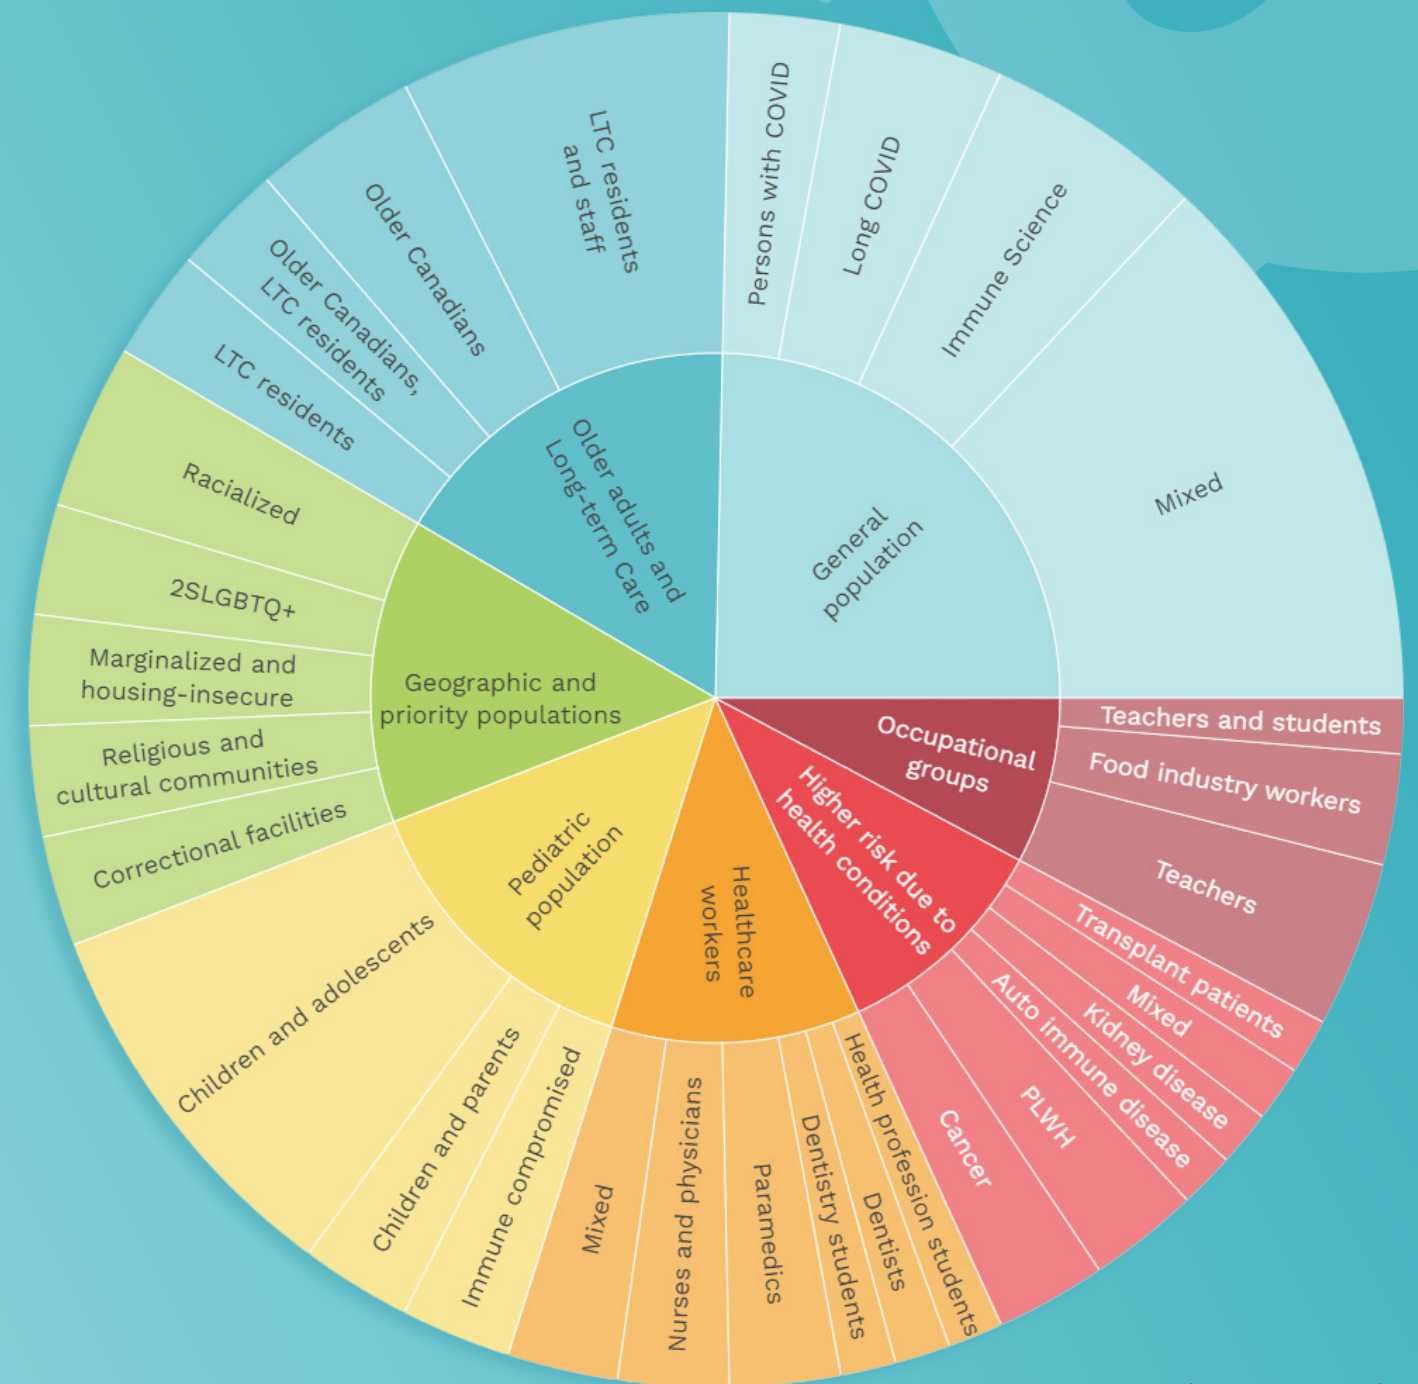 Persons with COVID
Long COVID
Immune Science
Mixed
General
population
LTC residents
and staff
Older Canadians
Older Canadians,
LTC residents
LTC residents
Older adults and
Long-term Care
Racialized
2SLGBTQ+
Marginalized and
housing-insecure
Religious and
cultural communities
Correctional facilities
Geographic and
priority populations
Children and adolescents
Children and parents
Immune compromised
Pediatric
population
Mixed
Nurses and physicians
Paramedics
Dentistry students
Dentists
Health profession students
Healthcare
workers
Cancer
PLWH
Auto immune disease
Kidney disease
Mixed
Transplant patients
Higher risk due to
health conditions
Teachers
Food industry workers
Teachers and students
Occupational
groups